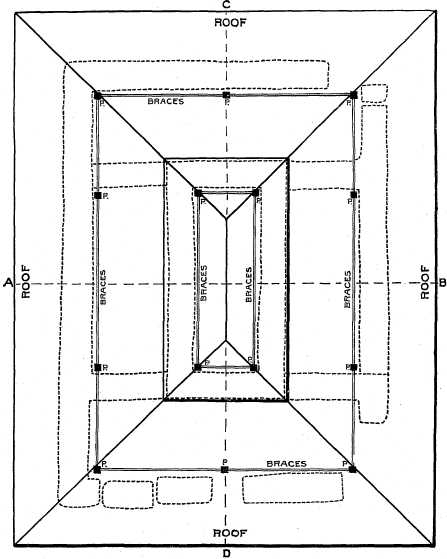 C
ROOF
BRACES
P.
P.
P.
P.
P.
P.
P.
A
ROOF
BRACES
BRACES
BRACES
BRACES
ROOF
B
P.
P.
P.
P.
P.
P
BRACES
P.
ROOF
D